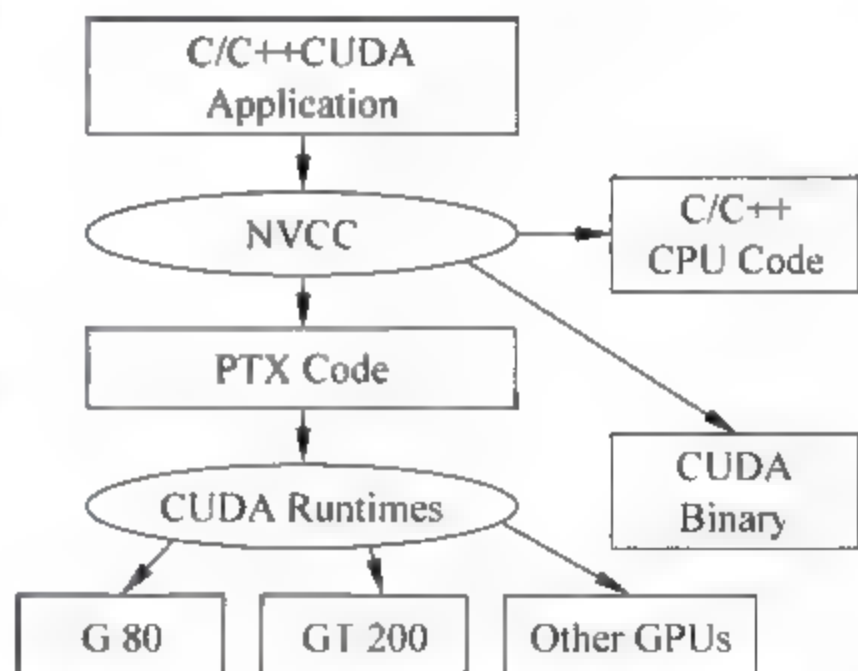 C/C++CUDA
Application
NVCC
C/C++
CPU Code
PTX Code
CUDA
Binary
CUDA Runtimes
G 80
GT 200
Other GPUs